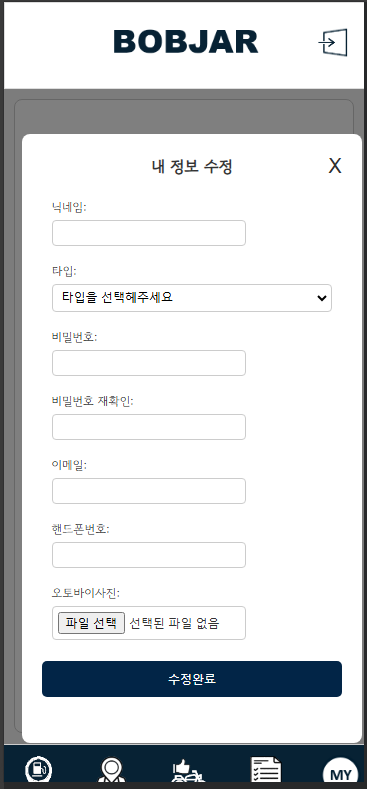 BOBJAR
내 정보 수정
X
닉네임:
타입:
타입을 선택해주세요
비밀번호:
비밀번호 재확인:
이메일:
핸드폰번호:
오토바이사진:
파일 선택 선택된 파일 없음
수정완료
MY